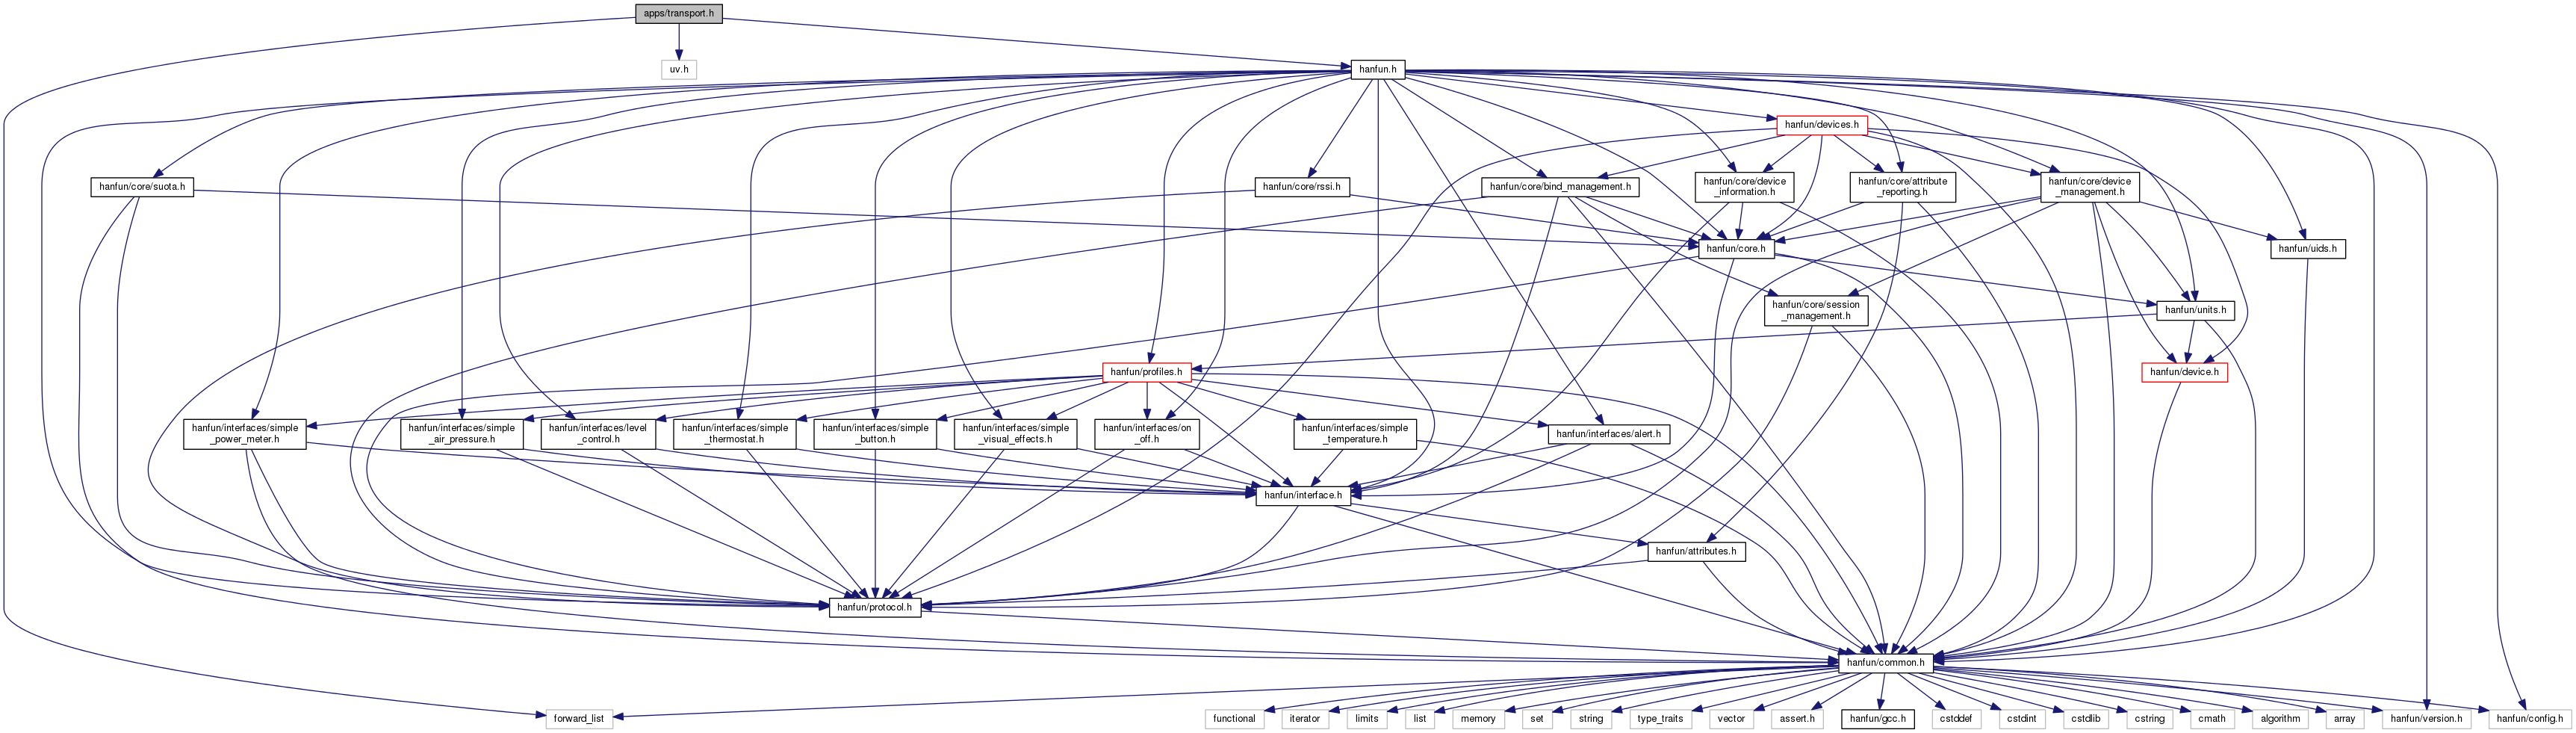 apps/transport.h
uv.h
hanfun.h
hanfun/devices.h
hanfun/core/suota.h
hanfun/core/rssi.h
hanfun/core/bind_management.h
hanfun/core/device
_information.h
hanfun/core/attribute
_reporting.h
hanfun/core/device
_management.h
hanfun/core.h
hanfun/uids.h
hanfun/core/session
_management.h
hanfun/units.h
hanfun/profiles.h
hanfun/device.h
hanfun/interfaces/simple
_power_meter.h
hanfun/interfaces/simple
_air_pressure.h
hanfun/interfaces/level
_control.h
hanfun/interfaces/simple
_thermostat.h
hanfun/interfaces/simple
_button.h
hanfun/interfaces/simple
_visual_effects.h
hanfun/interfaces/on
_off.h
hanfun/interfaces/simple
_temperature.h
hanfun/interfaces/alert.h
hanfun/interface.h
hanfun/attributes.h
hanfun/protocol.h
hanfun/common.h
forward_list
functional
iterator
limits
list
memory
set
string
type_traits
vector
assert.h
hanfun/gcc.h
cstddef
cstdint
cstdlib
cstring
cmath
algorithm
array
hanfun/version.h
hanfun/config.h